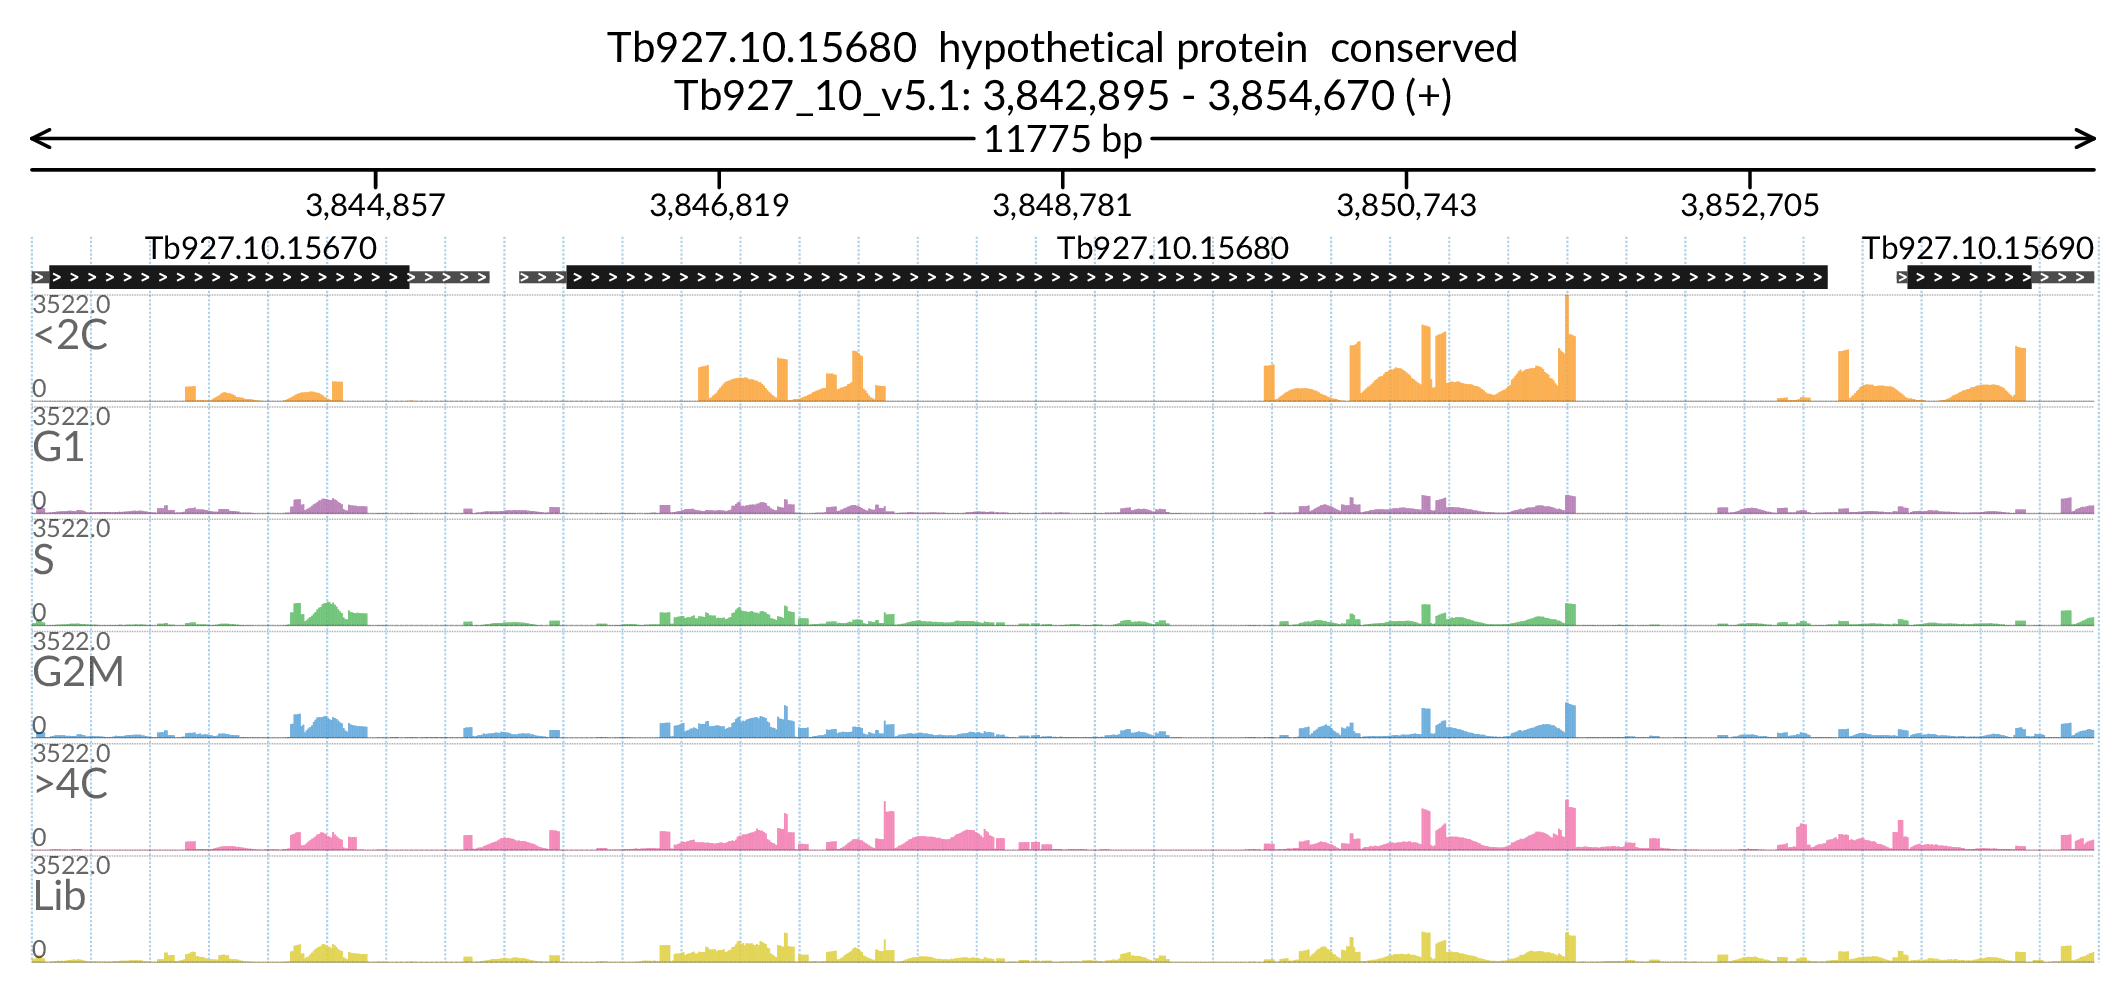 Tb927.10.15680 hypothetical protein conserved
Tb927_10_v5.1: 3,842,895 - 3,854,670 (+)
11775 bp
3,844,857 3,846,819 3,848,781 3,850,743 3,852,705
Tb927.10.15670 Tb927.10.15680 Tb927.10.15690
3522.0
<2C
0
3522.0
G1
0
3522.0
S
0
3522.0
G2M
0
3522.0
>4C
0
3522.0
Lib
0